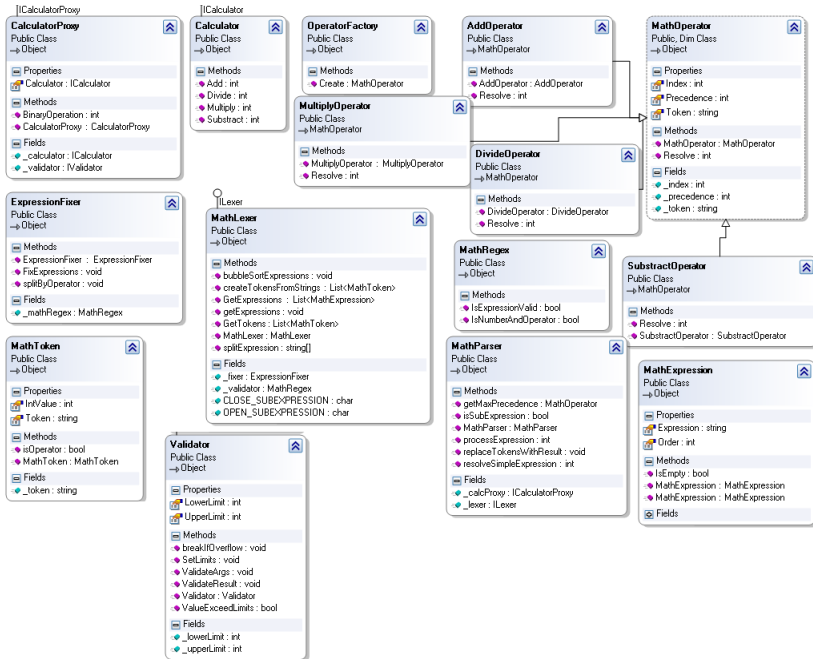 ICalculatorProxy
CalculatorProxy
Public Class
Object
Properties
Calculator : ICalculator
Methods
BinaryOperation : int
CalculatorProxy : CalculatorProxy
Fields
_calculator : ICalculator
_validator : IValidator
ICalculator
Calculator
Public Class
Object
Methods
Add : int
Divide : int
Multiply : int
Substract : int
OperatorFactory
Public Class
Object
Methods
Create : MathOperator
AddOperator
Public Class
MathOperator
Methods
AddOperator : AddOperator
Resolve : int
MathOperator
Public, Dim Class
Object
Properties
Index : int
Precedence : int
Token : string
Methods
MathOperator : MathOperator
Resolve : int
Fields
_index : int
_precedence : int
_token : string
MultiplyOperator
Public Class
MathOperator
Methods
MultiplyOperator : MultiplyOperator
Resolve : int
DivideOperator
Public Class
MathOperator
Methods
DivideOperator : DivideOperator
Resolve : int
ExpressionFixer
Public Class
Object
Methods
ExpressionFixer : ExpressionFixer
FixExpressions : void
splitByOperator : void
Fields
_mathRegex : MathRegex
ILexer
MathLexer
Public Class
Object
Methods
bubbleSortExpressions : void
createTokensFromStrings : List<MathToken>
GetExpressions : List<MathExpression>
getExpressions : void
GetTokens : List<MathToken>
MathLexer : MathLexer
splitExpression : string[]
Fields
_fixer : ExpressionFixer
_validator : MathRegex
CLOSE_SUBEXPRESSION : char
OPEN_SUBEXPRESSION : char
MathRegex
Public Class
Object
Methods
IsExpressionValid : bool
IsNumberAndOperator : bool
SubstractOperator
Public Class
MathOperator
Methods
Resolve : int
SubstractOperator : SubstractOperator
MathToken
Public Class
Object
Properties
IntValue : int
Token : string
Methods
isOperator : bool
MathToken : MathToken
Fields
_token : string
MathParser
Public Class
Object
Methods
getMaxPrecedence : MathOperator
isSubExpression : bool
MathParser : MathParser
processExpression : int
replaceTokensWithResult : void
resolveSimpleExpression : int
Fields
_calcProxy : ICalculatorProxy
_lexer : ILexer
MathExpression
Public Class
Object
Properties
Expression : string
Order : int
Methods
IsEmpty : bool
MathExpression : MathExpression
MathExpression : MathExpression
Fields
Validator
Public Class
Object
Properties
LowerLimit : int
UpperLimit : int
Methods
breakIfOverflow : void
SetLimits : void
ValidateArgs : void
ValidateResult : void
Validator : Validator
ValueExceedLimits : bool
Fields
_lowerLimit : int
_upperLimit : int